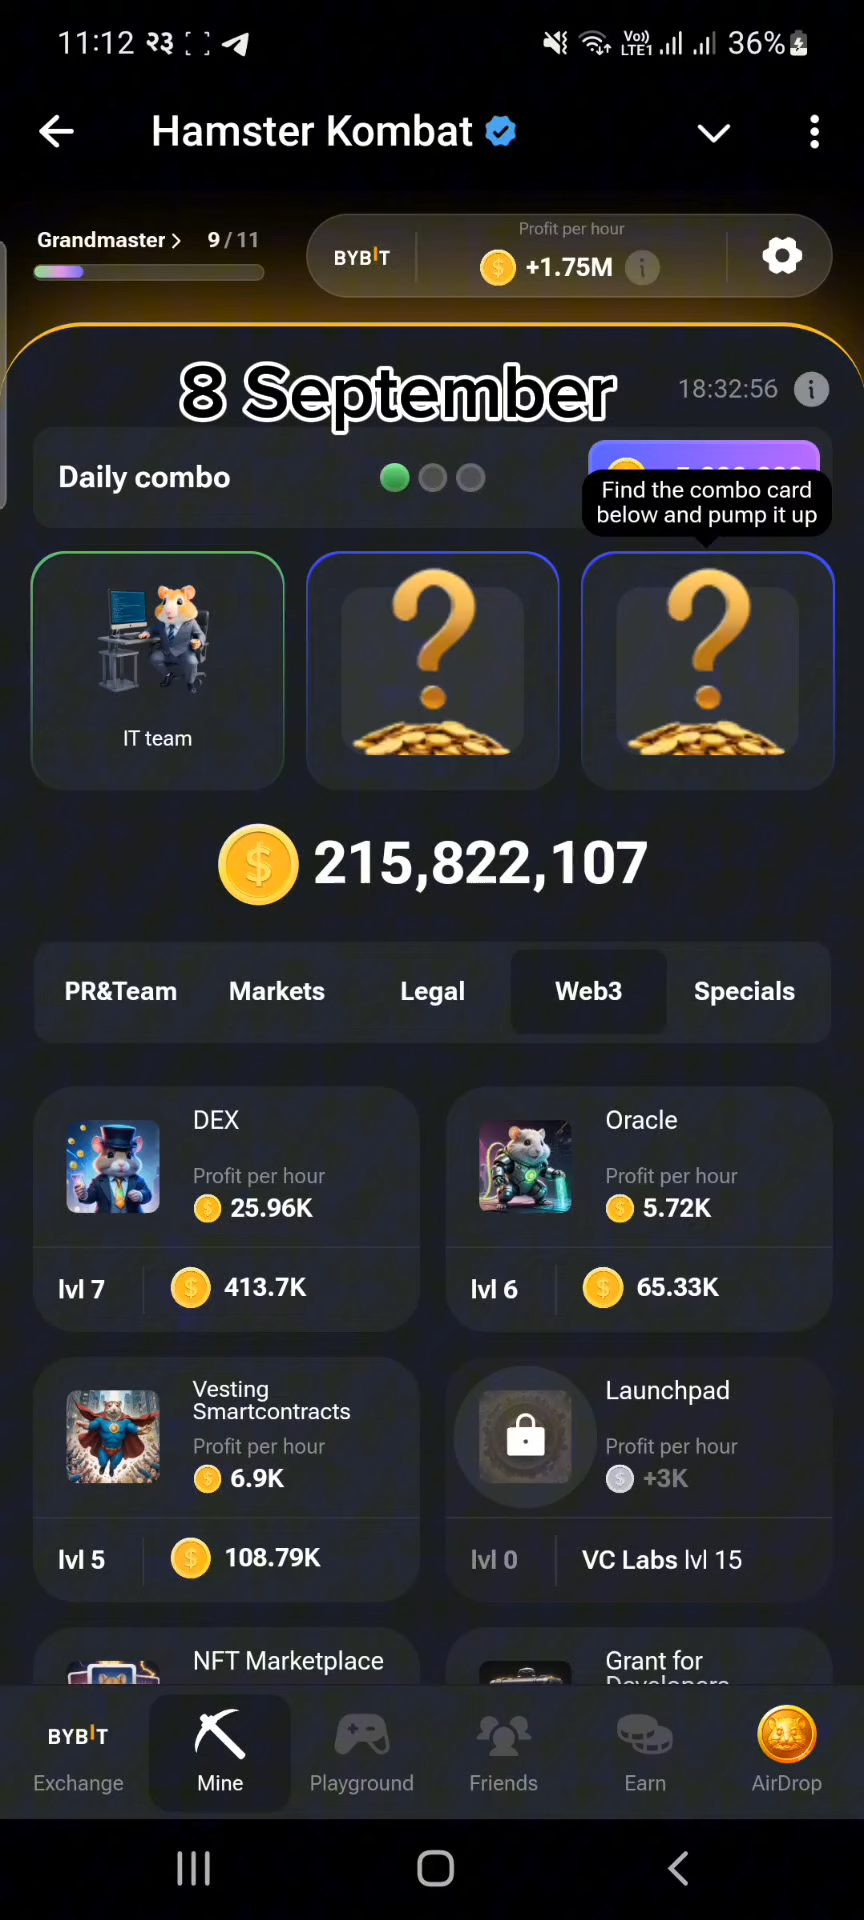 11:12 २३
Vo))
LTE1
36%
Hamster Kombat
Grandmaster > 9/11
BYBIT
Profit per hour
+1.75M
8 September
18:32:56
Daily combo
Find the combo card
below and pump it up
IT team
215,822,107
PR&Team Markets Legal Web3 Specials
DEX
Profit per hour
25.96K
lvl 7 413.7K
Oracle
Profit per hour
5.72K
lvl 6 65.33K
Vesting
Smartcontracts
Profit per hour
6.9K
lvl 5 108.79K
Launchpad
Profit per hour
+3K
lvl 0 VC Labs lvl 15
NFT Marketplace
Grant for
Developers
BYBIT
Exchange Mine Playground Friends Earn AirDrop